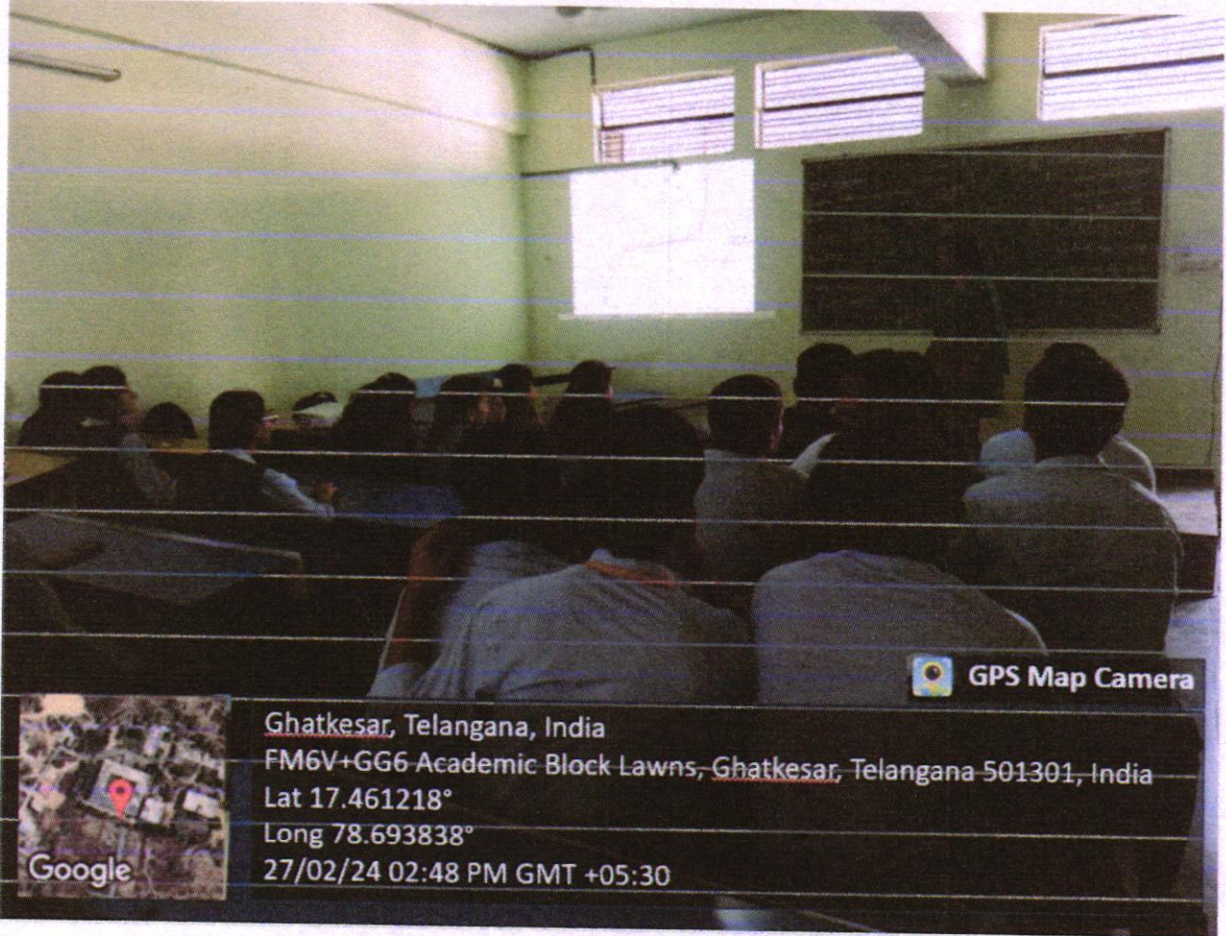 GPS Map Camera
Ghatkesar, Telangana, India
FM6V+GG6 Academic Block Lawns, Ghatkesar, Telangana 501301, India
Lat 17.461218°
Long 78.693838°
27/02/24 02:48 PM GMT +05:30
Google